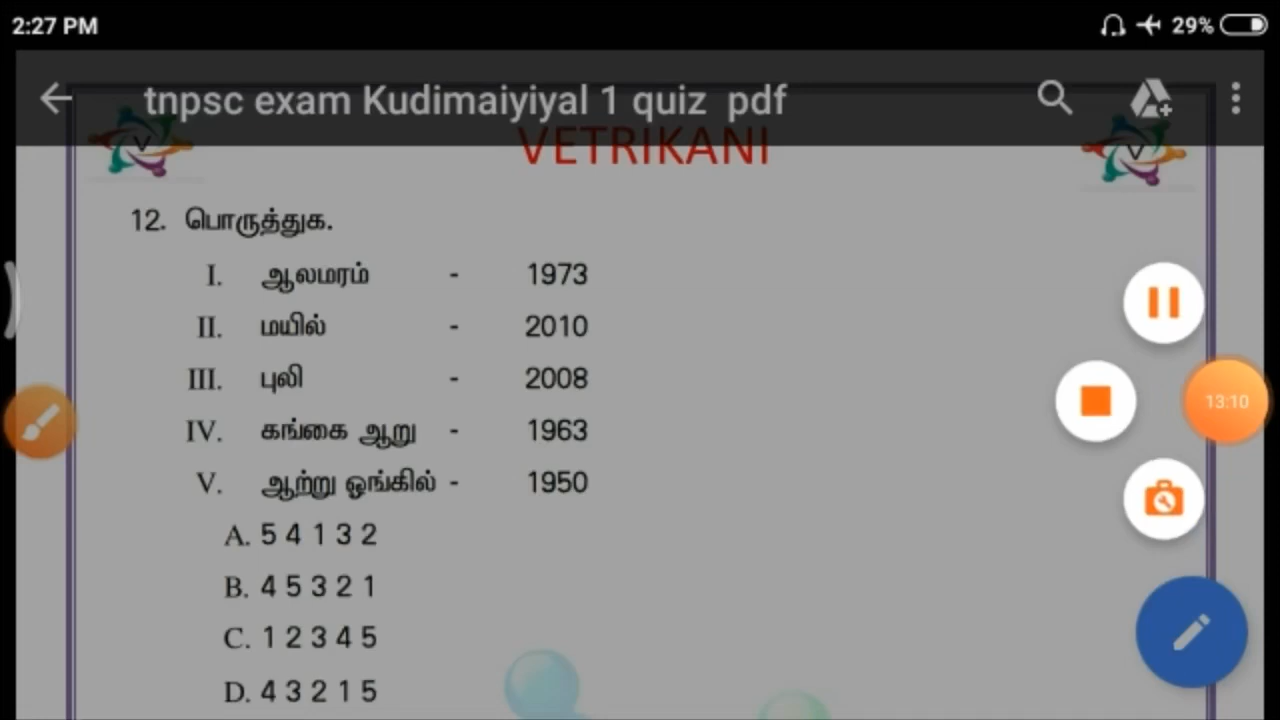 2:27 PM 29%
tnpsc exam Kudimaiyiyal 1 quiz pdf
VETRIKANI
V V
12. பொருத்துக.
I. ஆலமரம் - 1973
II. மயில் - 2010
III. புலி - 2008
IV. கங்கை ஆறு - 1963
V. ஆற்று ஓங்கில் - 1950
A. 5 4 1 3 2
B. 4 5 3 2 1
C. 1 2 3 4 5
D. 4 3 2 1 5
13:10